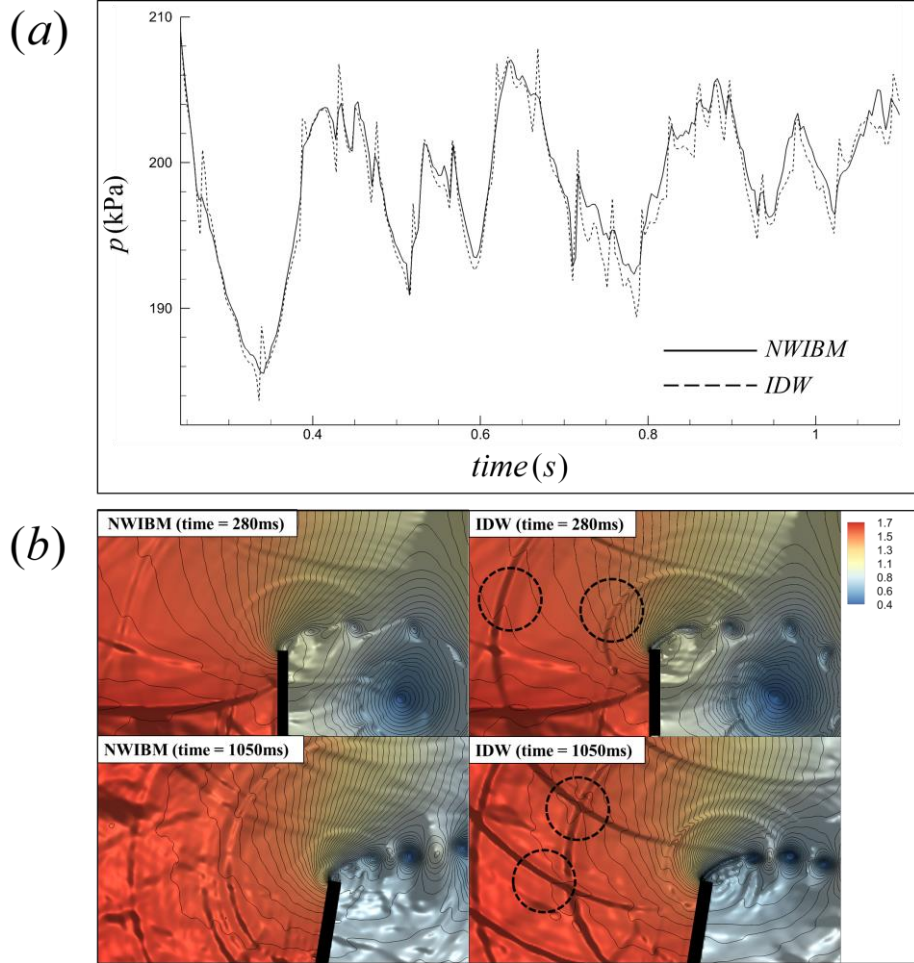 (a)
210
200
190
p (kPa)
0.4
0.6
0.8
1
time (s)
NWIBM
IDW
(b)
NWIBM (time = 280ms)
IDW (time = 280ms)
1.7
1.5
1.3
1.1
0.8
0.6
0.4
NWIBM (time = 1050ms)
IDW (time = 1050ms)